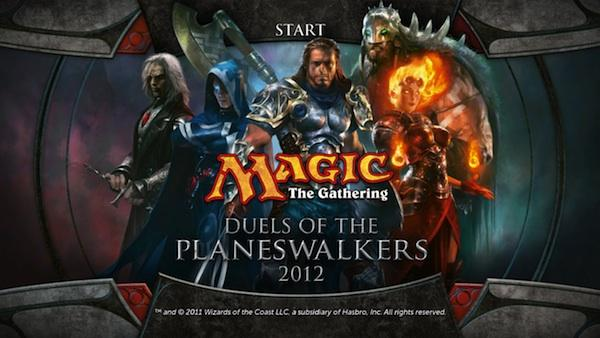 START
MAGIC
The Gathering
DUELS OF THE
PLANESWALKERS
2012
™ and © 2011 Wizards of the Coast LLC, a subsidiary of Hasbro, Inc. All rights reserved.